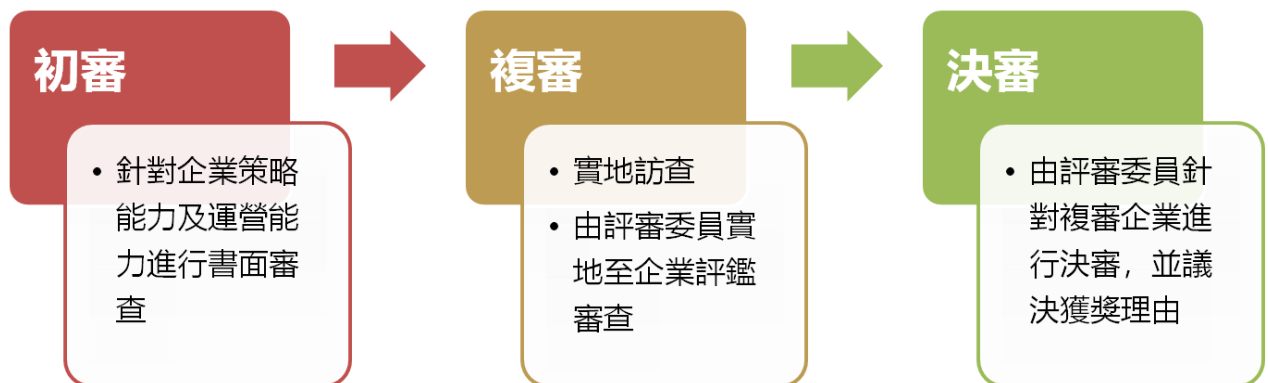 初審
• 針對企業策略
能力及運營能
力進行書面審
查
複審
• 實地訪查
• 由評審委員實
地至企業評鑑
審查
決審
• 由評審委員針
對複審企業進
行決審，並議
決獲獎理由